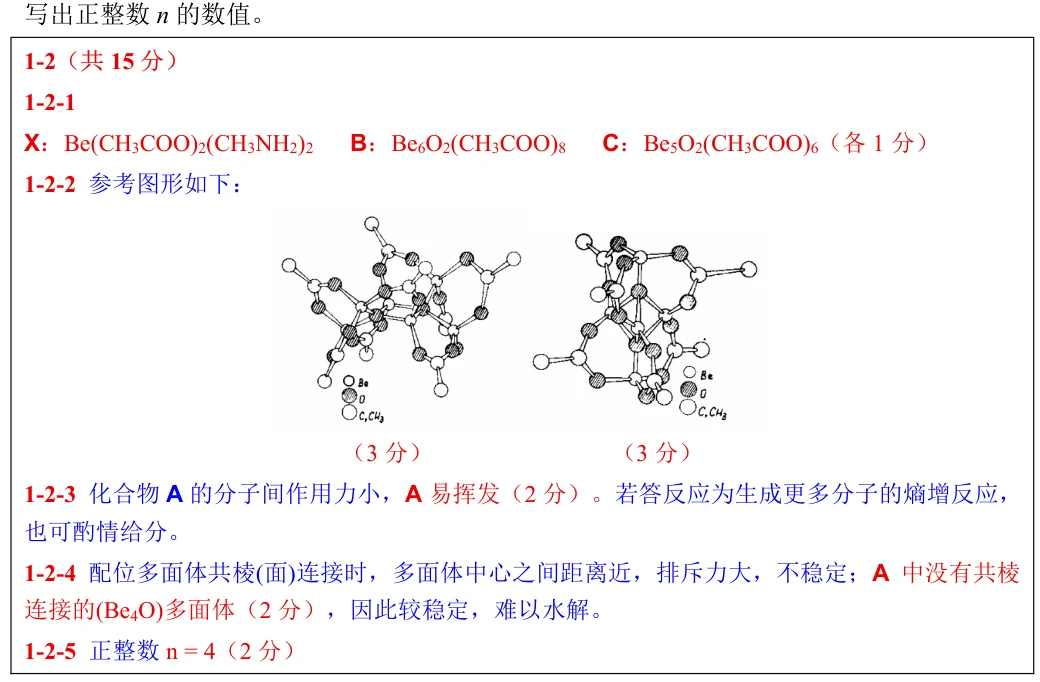 写出正整数 n 的数值。
1-2（共 15 分）
1-2-1
X：Be(CH₃COO)₂(CH₃NH₂)₂ B：Be₆O₂(CH₃COO)₈ C：Be₅O₂(CH₃COO)₆（各 1 分）
1-2-2 参考图形如下：
Be
O
C,CH₃
Be
O
C,CH₃
（3 分） （3 分）
1-2-3 化合物 A 的分子间作用力小，A 易挥发（2 分）。若答反应为生成更多分子的熵增反应，
也可酌情给分。
1-2-4 配位多面体共棱(面)连接时，多面体中心之间距离近，排斥力大，不稳定；A 中没有共棱
连接的(Be₄O)多面体（2 分），因此较稳定，难以水解。
1-2-5 正整数 n = 4（2 分）